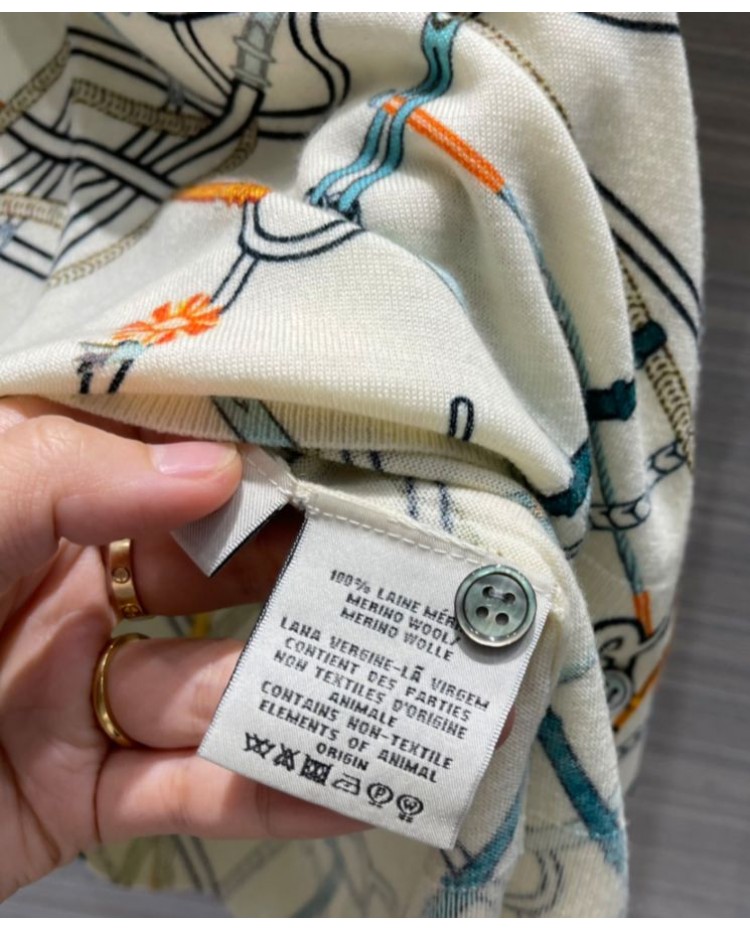 100% LAINE MÉR
MERINO WOOL/
MERINO WOLLE
LANA VERGINE-LÃ VIRGEM
CONTIENT DES PARTIES
NON TEXTILES D'ORIGINE
ANIMALE
CONTAINS NON-TEXTILE
ELEMENTS OF ANIMAL
ORIGIN
P W